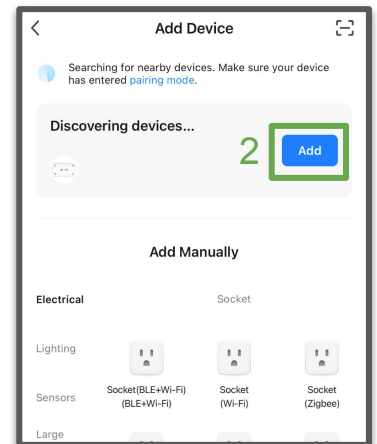 Add Device
Searching for nearby devices. Make sure your device
has entered pairing mode.
Discovering devices...
2
Add
Add Manually
Electrical
Socket
Lighting
Sensors
Large
Socket(BLE+Wi-Fi)
(BLE+Wi-Fi)
Socket
(Wi-Fi)
Socket
(Zigbee)